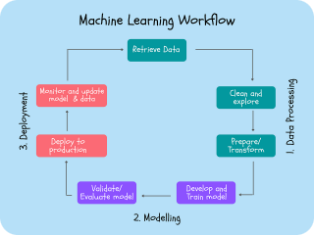 Machine Learning Workflow
Retrieve Data
Clean and
explore
Prepare/
Transform
1. Data Processing
Develop and
Train model
Validate/
Evaluate model
2. Modelling
Deploy to
production
Monitor and update
model & data
3. Deployment